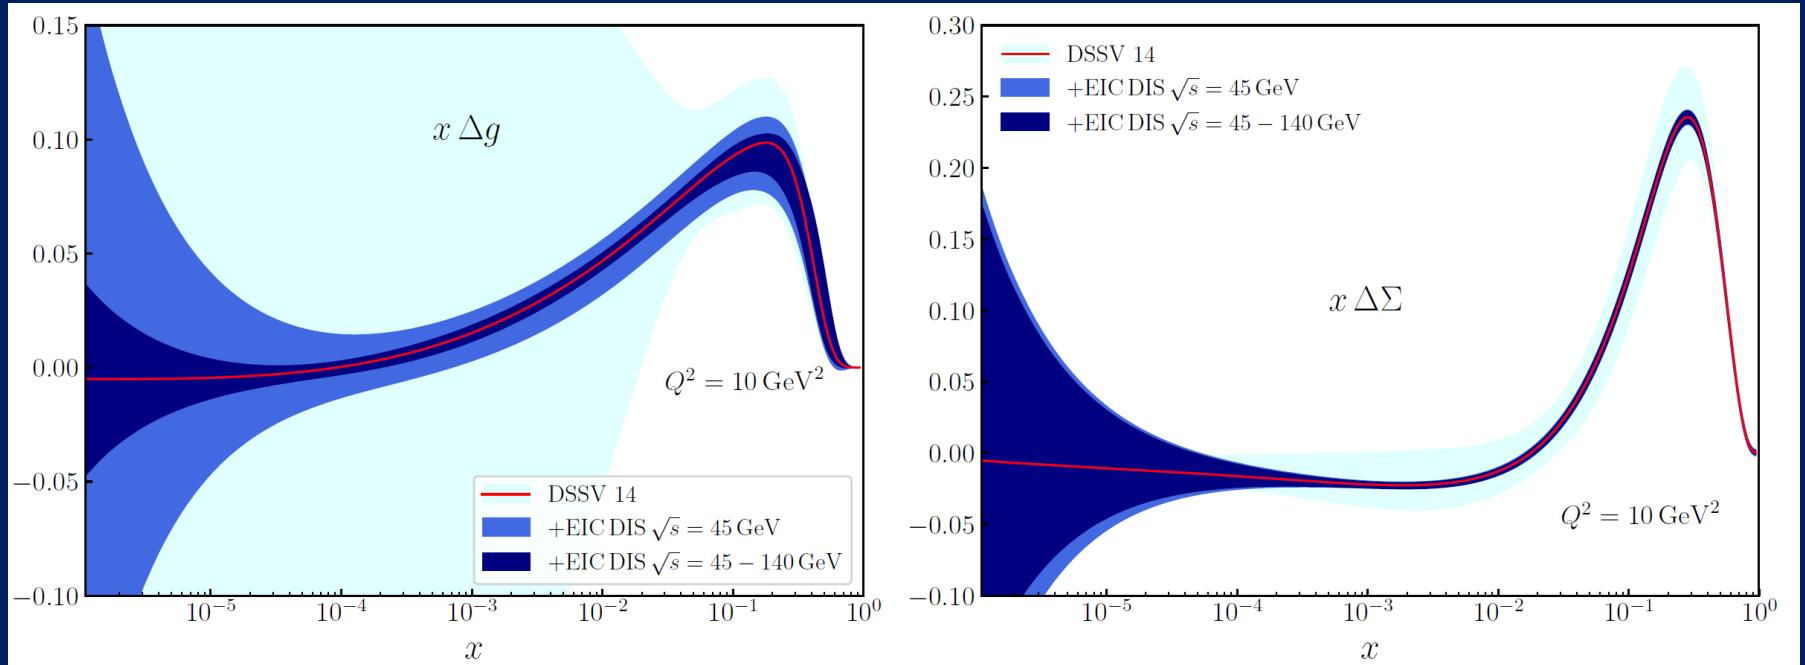 0.15
0.10
0.05
0.00
−0.05
−0.10
x Δg
Q² = 10 GeV²
DSSV 14
+EIC DIS √s = 45 GeV
+EIC DIS √s = 45 − 140 GeV
10⁻⁵ 10⁻⁴ 10⁻³ 10⁻² 10⁻¹ 10⁰
x
0.30
0.25
0.20
0.15
0.10
0.05
0.00
−0.05
−0.10
DSSV 14
+EIC DIS √s = 45 GeV
+EIC DIS √s = 45 − 140 GeV
x ΔΣ
Q² = 10 GeV²
10⁻⁵ 10⁻⁴ 10⁻³ 10⁻² 10⁻¹ 10⁰
x